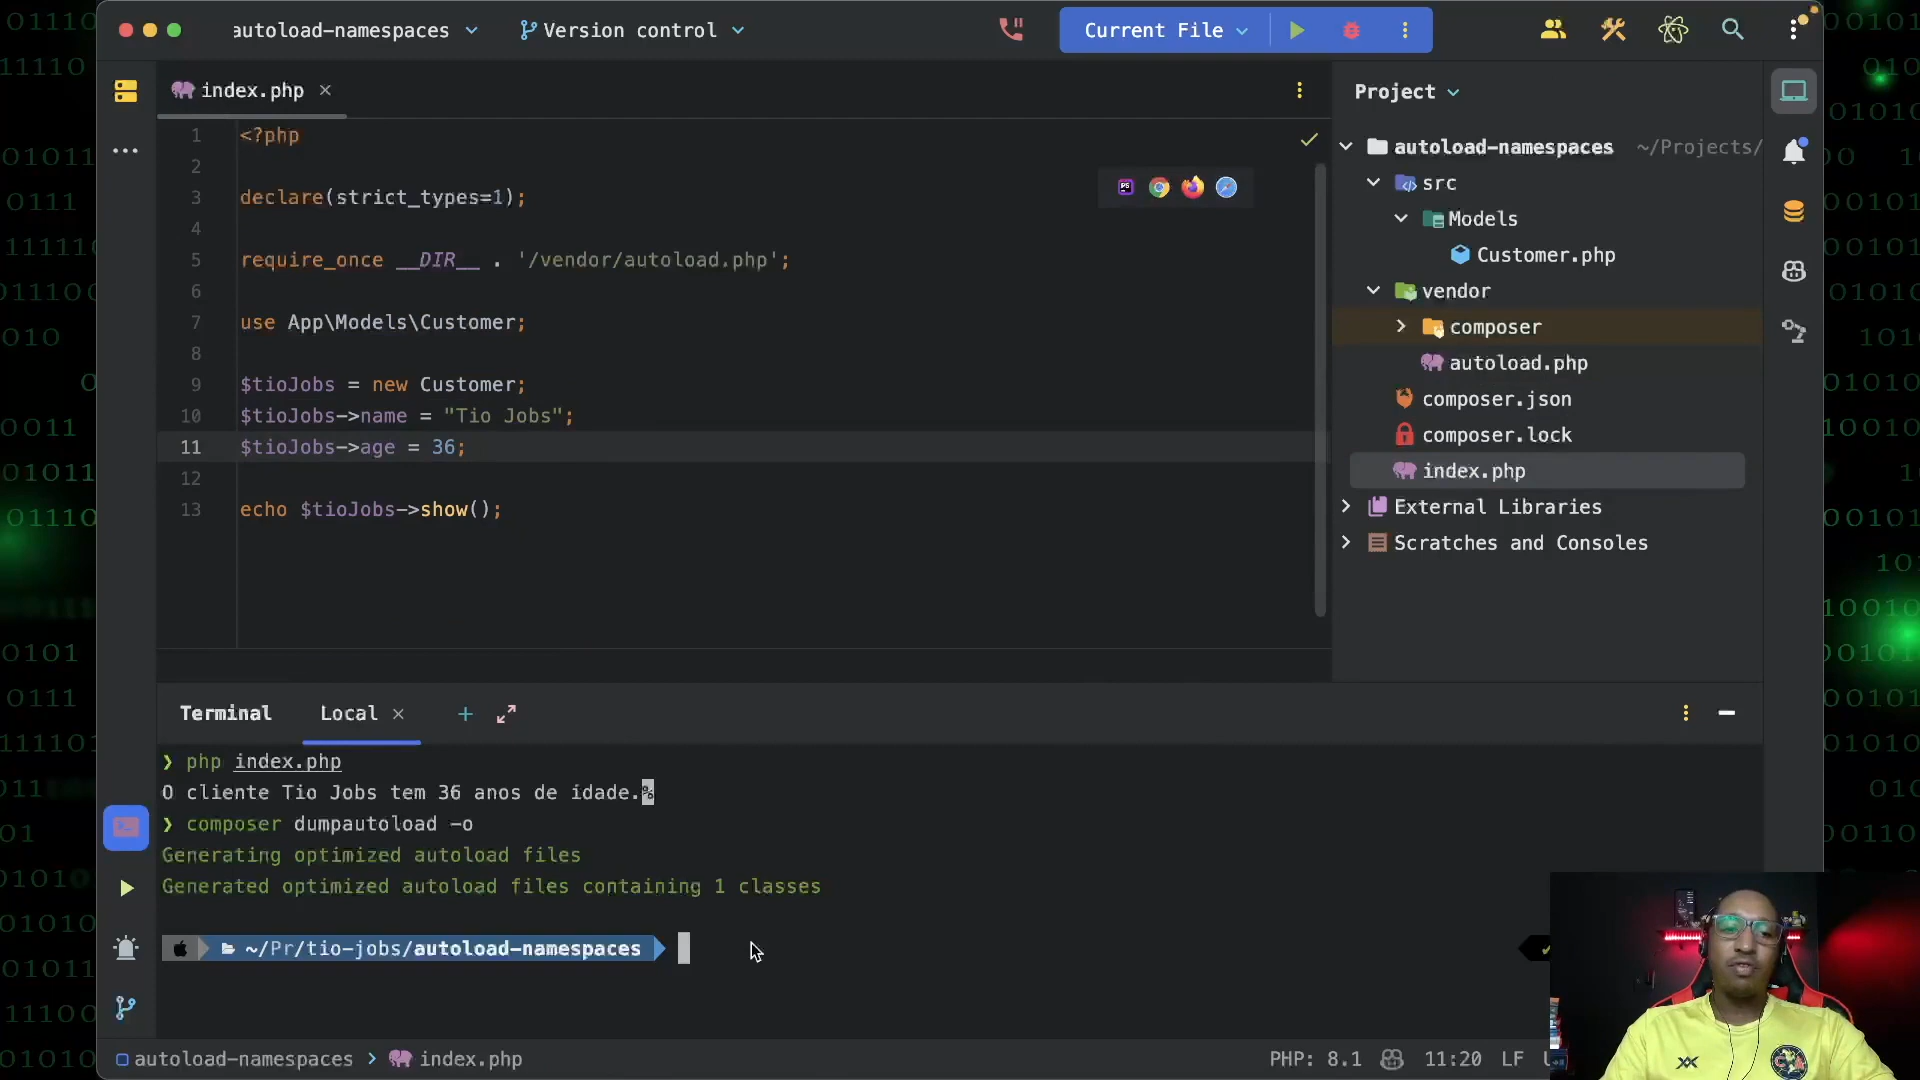 autoload-namespaces
Version control
Current File
index.php
Project
1 <?php
2
3 declare(strict_types=1);
4
5 require_once __DIR__ . '/vendor/autoload.php';
6
7 use App\Models\Customer;
8
9 $tioJobs = new Customer;
10 $tioJobs->name = "Tio Jobs";
11 $tioJobs->age = 36;
12
13 echo $tioJobs->show();
autoload-namespaces ~/Projects/
src
Models
Customer.php
vendor
composer
autoload.php
composer.json
composer.lock
index.php
External Libraries
Scratches and Consoles
Terminal Local
❯ php index.php
O cliente Tio Jobs tem 36 anos de idade.%
❯ composer dumpautoload -o
Generating optimized autoload files
Generated optimized autoload files containing 1 classes
~/Pr/tio-jobs/autoload-namespaces
autoload-namespaces > index.php
PHP: 8.1 11:20 LF